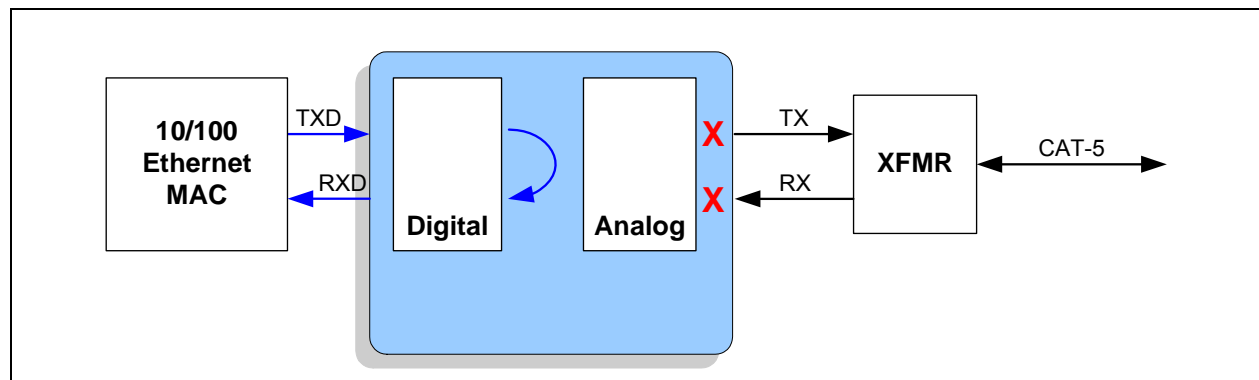 10/100
Ethernet
MAC
TXD
RXD
Digital
Analog
X
X
TX
RX
XFMR
CAT-5